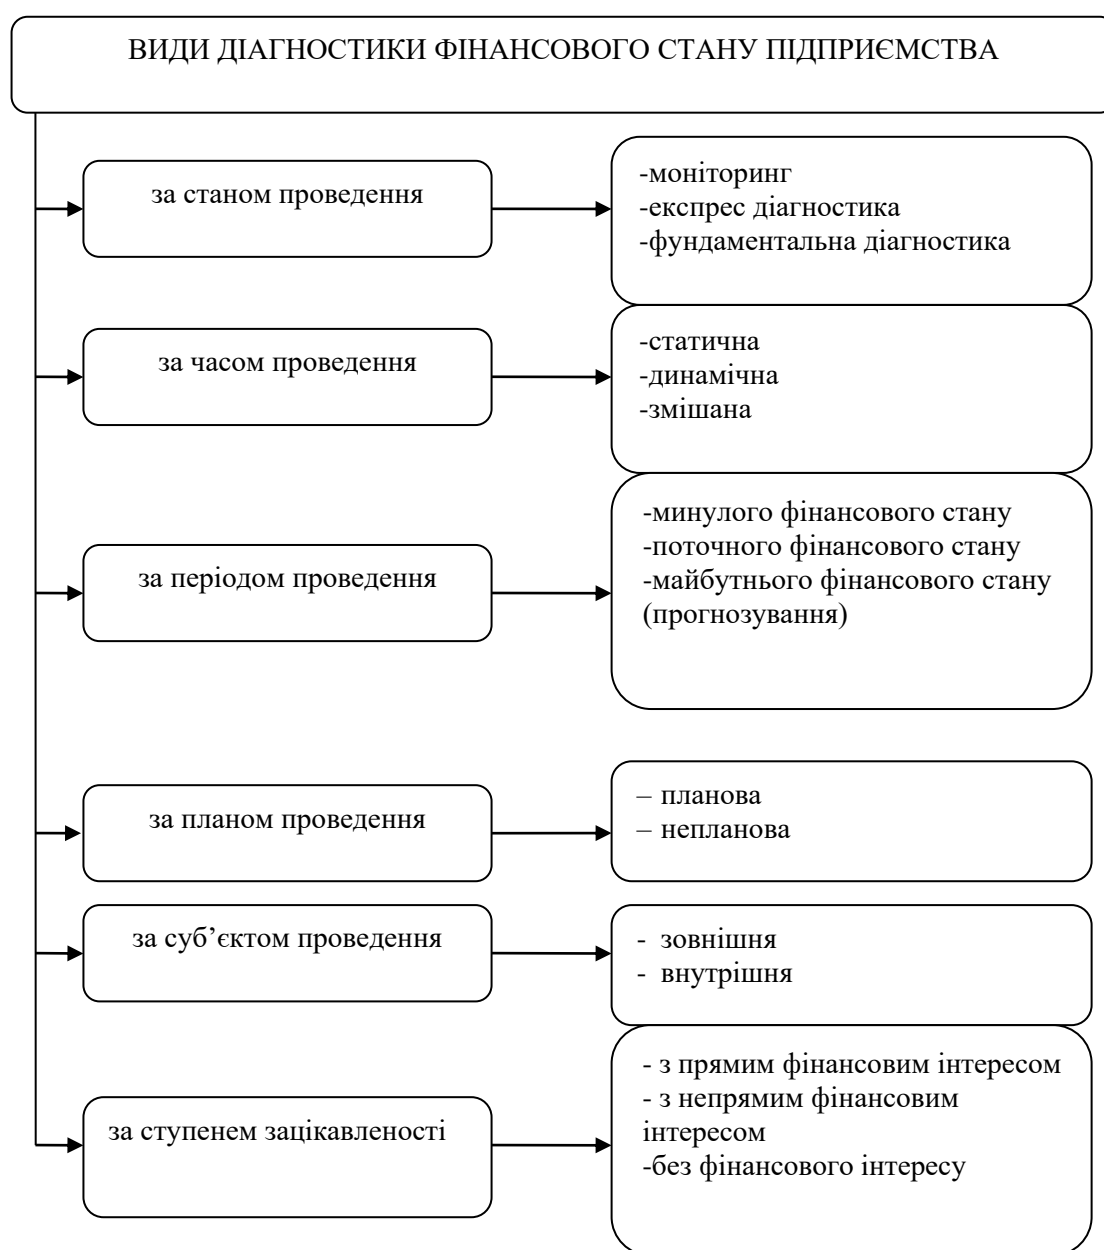 ВИДИ ДІАГНОСТИКИ ФІНАНСОВОГО СТАНУ ПІДПРИЄМСТВА
за станом проведення
-моніторинг
-експрес діагностика
-фундаментальна діагностика
за часом проведення
-статична
-динамічна
-змішана
за періодом проведення
-минулого фінансового стану
-поточного фінансового стану
-майбутнього фінансового стану
(прогнозування)
за планом проведення
– планова
– непланова
за суб’єктом проведення
- зовнішня
- внутрішня
за ступенем зацікавленості
- з прямим фінансовим інтересом
- з непрямим фінансовим
інтересом
-без фінансового інтересу